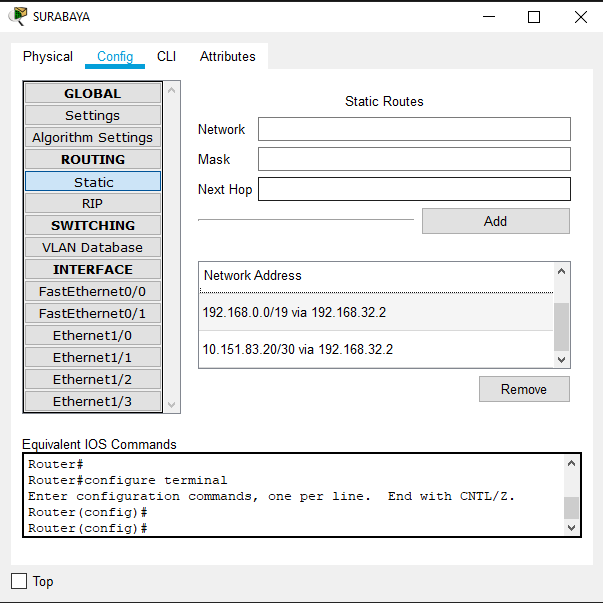 SURABAYA
Physical Config CLI Attributes
GLOBAL
Settings
Algorithm Settings
ROUTING
Static
RIP
SWITCHING
VLAN Database
INTERFACE
FastEthernet0/0
FastEthernet0/1
Ethernet1/0
Ethernet1/1
Ethernet1/2
Ethernet1/3
Static Routes
Network
Mask
Next Hop
Add
Network Address
192.168.0.0/19 via 192.168.32.2
10.151.83.20/30 via 192.168.32.2
Remove
Equivalent IOS Commands
Router#
Router#configure terminal
Enter configuration commands, one per line.  End with CNTL/Z.
Router(config)#
Router(config)#
Top